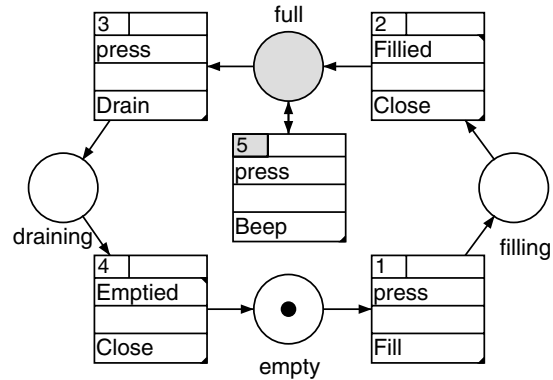 3
press
Drain
full
2
Fillied
Close
5
press
Beep
draining
filling
4
Emptied
Close
empty
1
press
Fill